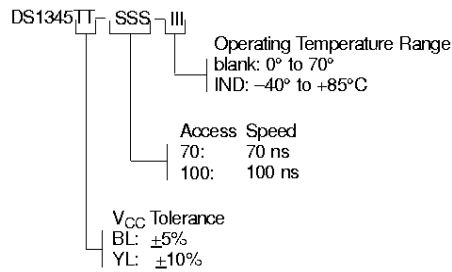 DS1345TT - SSS - III
Operating Temperature Range
blank: 0° to 70°
IND: –40° to +85°C
Access Speed
70: 70 ns
100: 100 ns
VCC Tolerance
BL: ±5%
YL: ±10%